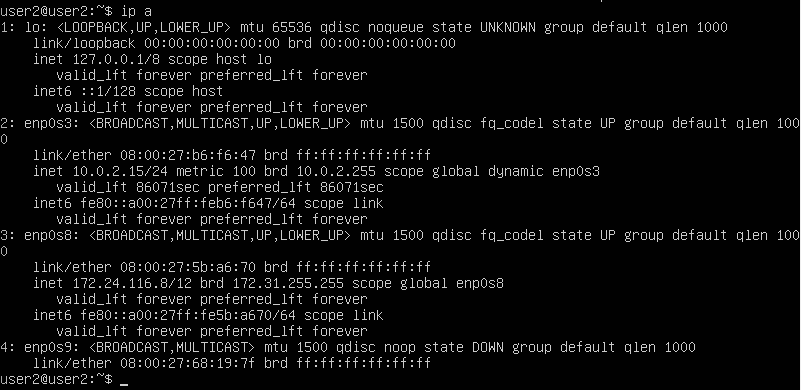 user2@user2:~$ ip a
1: lo: <LOOPBACK,UP,LOWER_UP> mtu 65536 qdisc noqueue state UNKNOWN group default qlen 1000
    link/loopback 00:00:00:00:00:00 brd 00:00:00:00:00:00
    inet 127.0.0.1/8 scope host lo
       valid_lft forever preferred_lft forever
    inet6 ::1/128 scope host
       valid_lft forever preferred_lft forever
2: enp0s3: <BROADCAST,MULTICAST,UP,LOWER_UP> mtu 1500 qdisc fq_codel state UP group default qlen 100
0
    link/ether 08:00:27:b6:f6:47 brd ff:ff:ff:ff:ff:ff
    inet 10.0.2.15/24 metric 100 brd 10.0.2.255 scope global dynamic enp0s3
       valid_lft 86071sec preferred_lft 86071sec
    inet6 fe80::a00:27ff:feb6:f647/64 scope link
       valid_lft forever preferred_lft forever
3: enp0s8: <BROADCAST,MULTICAST,UP,LOWER_UP> mtu 1500 qdisc fq_codel state UP group default qlen 100
0
    link/ether 08:00:27:5b:a6:70 brd ff:ff:ff:ff:ff:ff
    inet 172.24.116.8/12 brd 172.31.255.255 scope global enp0s8
       valid_lft forever preferred_lft forever
    inet6 fe80::a00:27ff:fe5b:a670/64 scope link
       valid_lft forever preferred_lft forever
4: enp0s9: <BROADCAST,MULTICAST> mtu 1500 qdisc noop state DOWN group default qlen 1000
    link/ether 08:00:27:68:19:7f brd ff:ff:ff:ff:ff:ff
user2@user2:~$ _